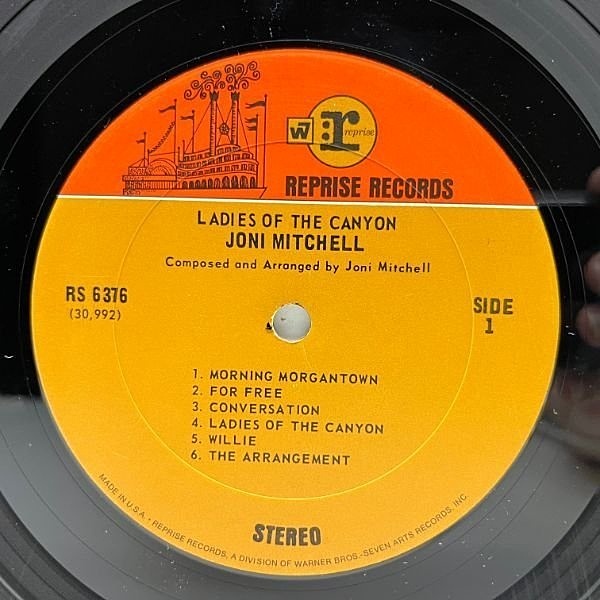 W7 r reprise
REPRISE RECORDS
LADIES OF THE CANYON
JONI MITCHELL
Composed and Arranged by Joni Mitchell
RS 6376
(30,992)
SIDE
1
1. MORNING MORGANTOWN
2. FOR FREE
3. CONVERSATION
4. LADIES OF THE CANYON
5. WILLIE
6. THE ARRANGEMENT
STEREO
MADE IN U.S.A. • REPRISE RECORDS, A DIVISION OF WARNER BROS.-SEVEN ARTS RECORDS, INC.